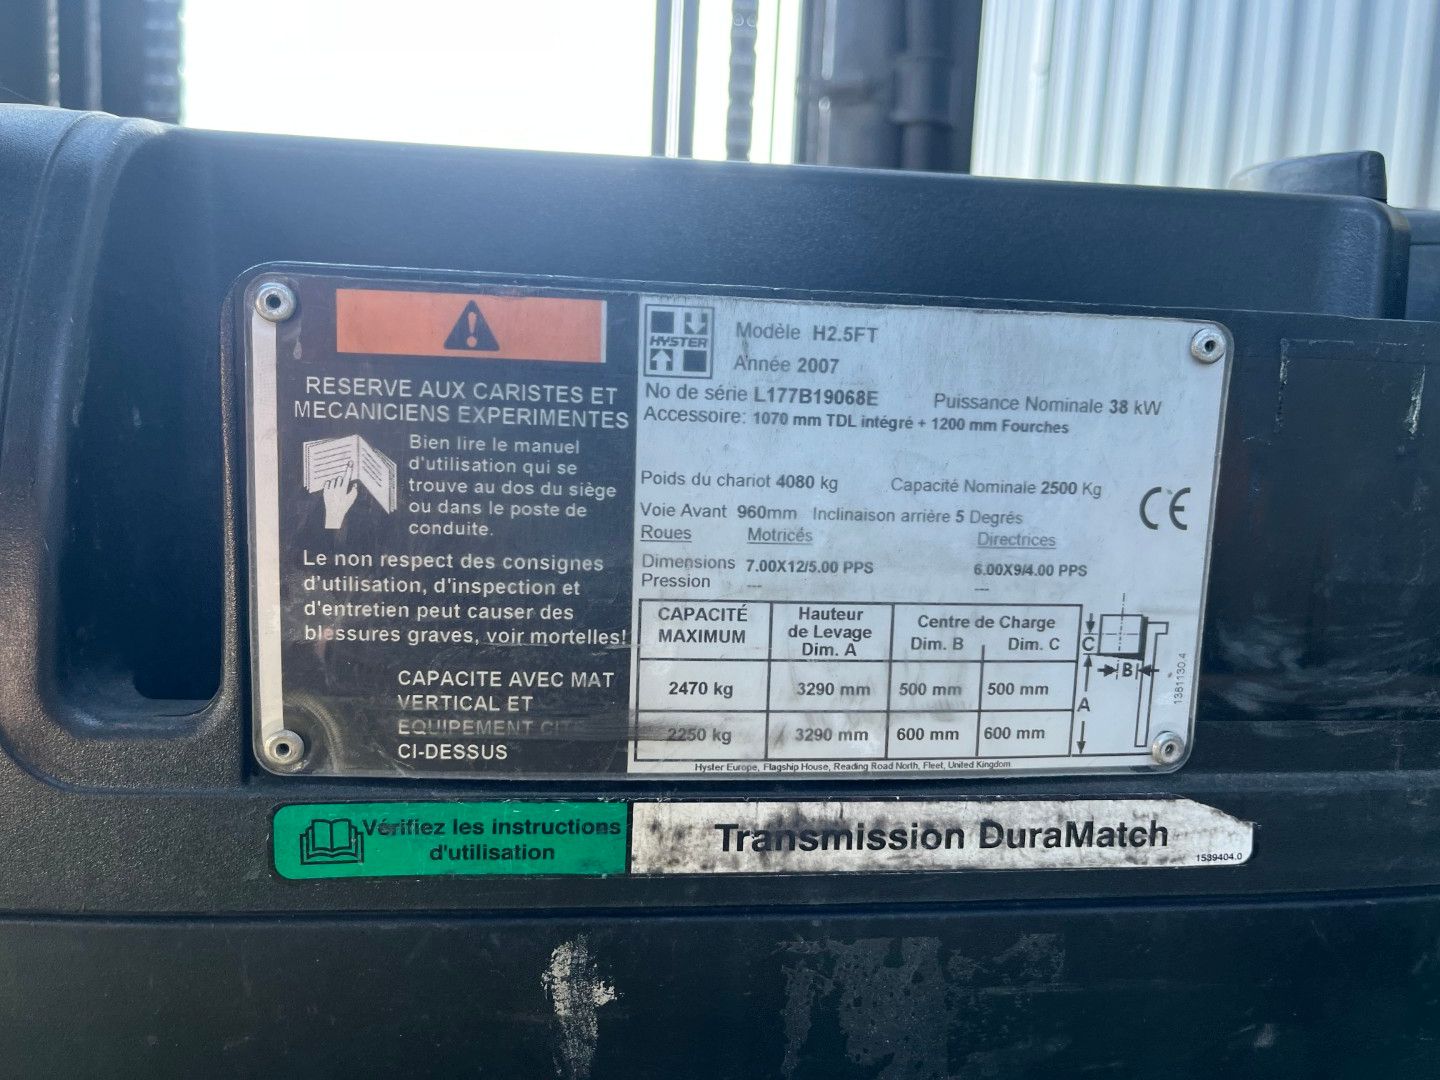 RESERVE AUX CARISTES ET
MECANICIENS EXPERIMENTES
Bien lire le manuel
d'utilisation qui se
trouve au dos du siège
ou dans le poste de
conduite.
Le non respect des consignes
d'utilisation, d'inspection et
d'entretien peut causer des
blessures graves, voir mortelles!
CAPACITE AVEC MAT
VERTICAL ET
EQUIPEMENT CITE
CI-DESSUS
HYSTER
Modèle H2.5FT
Année 2007
No de série L177B19068E Puissance Nominale 38 kW
Accessoire: 1070 mm TDL intégré + 1200 mm Fourches
Poids du chariot 4080 kg Capacité Nominale 2500 Kg
CE
Voie Avant 960mm Inclinaison arrière 5 Degrés
Roues Motricés Directrices
Dimensions 7.00X12/5.00 PPS 6.00X9/4.00 PPS
Pression --- ---
CAPACITÉ MAXIMUM Hauteur de Levage Dim. A Centre de Charge Dim. B Dim. C
2470 kg 3290 mm 500 mm 500 mm
2250 kg 3290 mm 600 mm 600 mm
C
B
A
1381130.4
Hyster Europe, Flagship House, Reading Road North, Fleet, United Kingdom
Vérifiez les instructions
d'utilisation
Transmission DuraMatch
1539404.0